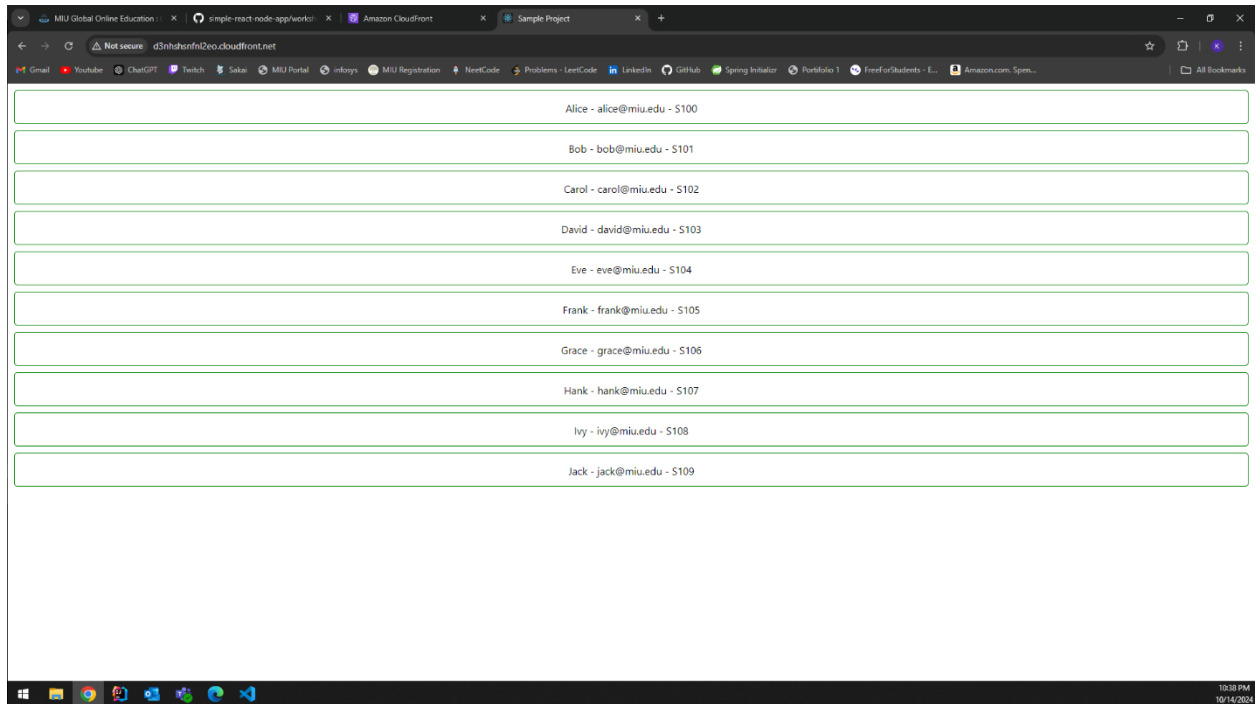 MIU Global Online Education :
simple-react-node-app/works
Amazon CloudFront
Sample Project
Not secure d3nhshsnfnl2eo.cloudfront.net
K
Gmail Youtube ChatGPT Twitch Sakai MIU Portal infosys MIU Registration NeetCode Problems - LeetCode LinkedIn GitHub Spring Initializr Portifolio 1 FreeForStudents - E... Amazon.com. Spen... All Bookmarks
Alice - alice@miu.edu - S100
Bob - bob@miu.edu - S101
Carol - carol@miu.edu - S102
David - david@miu.edu - S103
Eve - eve@miu.edu - S104
Frank - frank@miu.edu - S105
Grace - grace@miu.edu - S106
Hank - hank@miu.edu - S107
Ivy - ivy@miu.edu - S108
Jack - jack@miu.edu - S109
10:38 PM
10/14/2024